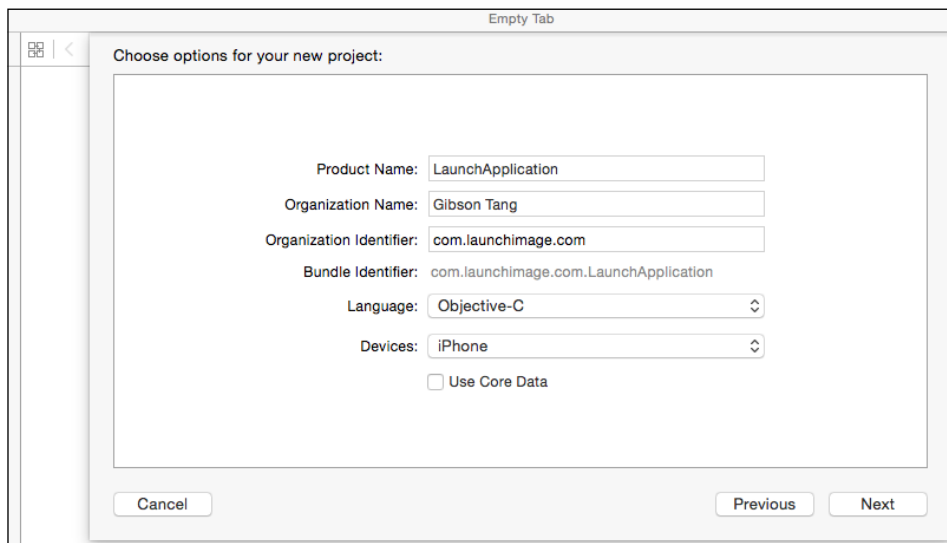 Empty Tab
Choose options for your new project:
Product Name: LaunchApplication
Organization Name: Gibson Tang
Organization Identifier: com.launchimage.com
Bundle Identifier: com.launchimage.com.LaunchApplication
Language: Objective-C
Devices: iPhone
Use Core Data
Cancel Previous Next